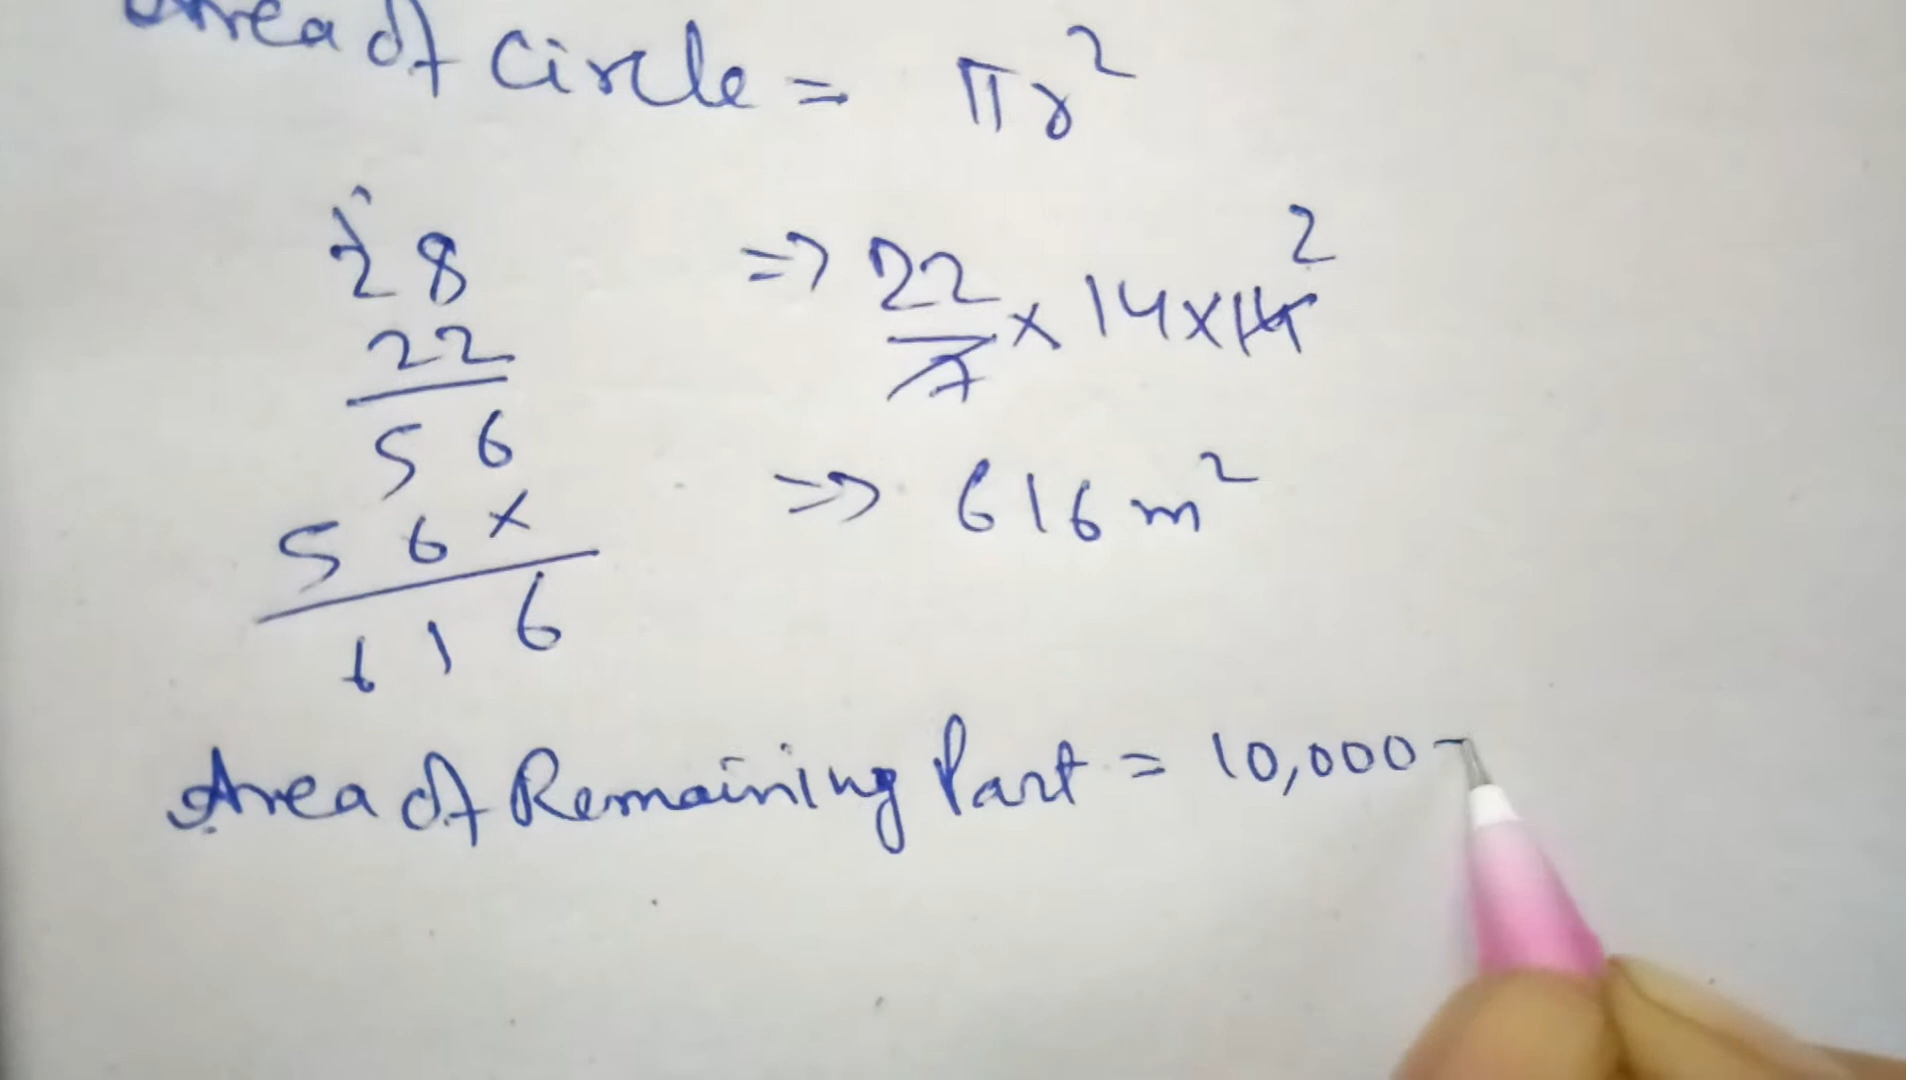 Area of Circle = πr²
28
22
56
56×
616
⇒ 22/7 × 14 × 14 2
⇒ 616 m²
Area of Remaining Part = 10,000 -